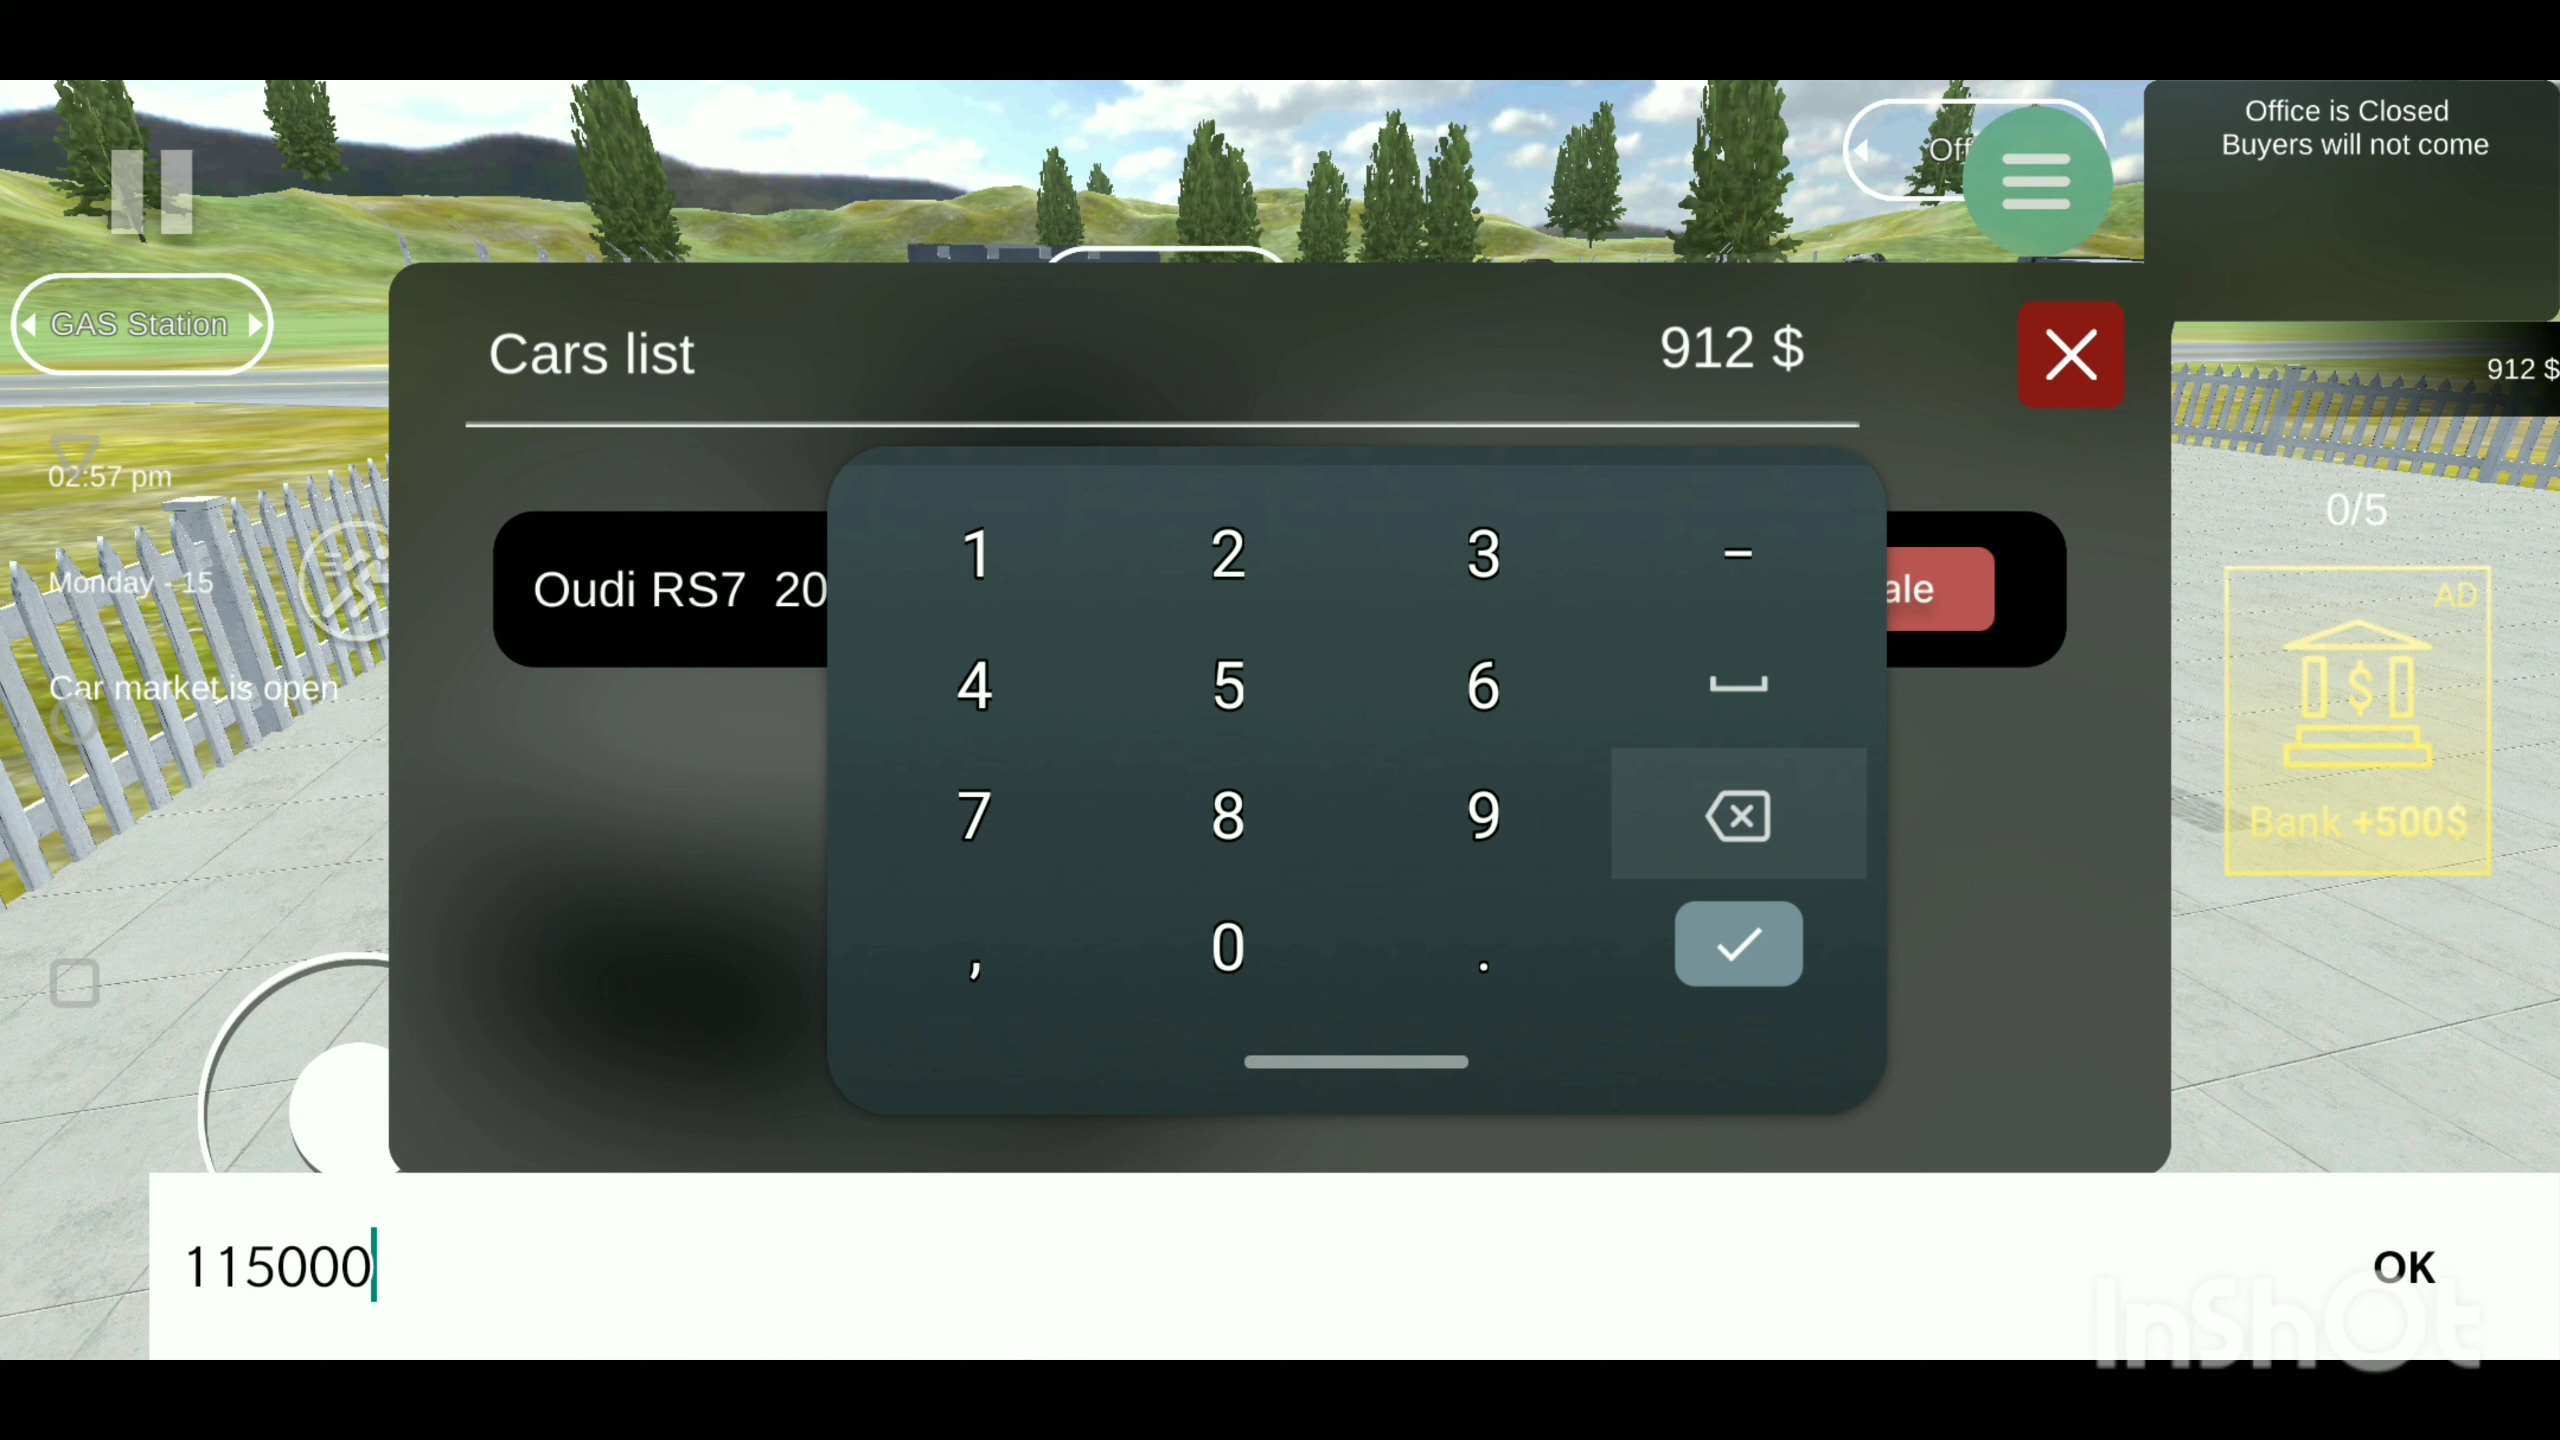 Office is Closed
Buyers will not come
Off
GAS Station
Cars list
912 $
912 $
02:57 pm
Monday - 15
Car market is open
Oudi RS7 20
ale
0/5
AD
$
Bank +500$
1 2 3 –
4 5 6
7 8 9
, 0 .
115000
OK
InShOt